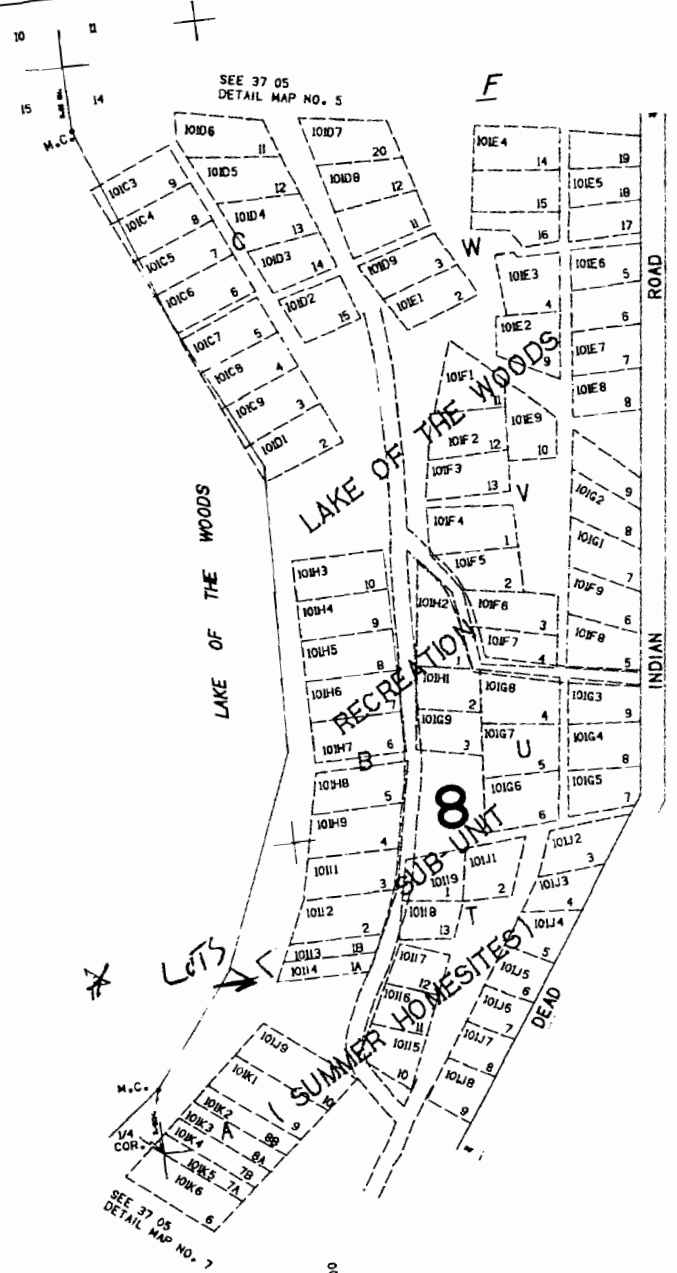 10 11
15 14
M.C.
SEE 37 05
DETAIL MAP NO. 5
F
101C3 9
101C4 8
101C5 7
101C6 6
101C7 5
101C8 4
101C9 3
101D1 2
C
101D6 11
101D5 12
101D4 13
101D3 14
101D2 15
101D7 20
101D8 12
11
101D9 3
101E1 2
W
101E4 14
15
16
101E3 4
101E2 9
19
101E5 18
17
101E6 5
6
101E7 7
101E8 8
ROAD
INDIAN
DEAD
101F1 11
101F2 12
101F3 13
101E9 10
V
101F4 1
101F5 2
101F6 3
101F7 4
9
101G2 8
101G1 7
101F9 6
101F8 5
LAKE OF THE WOODS
LAKE OF THE WOODS
RECREATION
SUB-UNIT
( SUMMER HOMESITES)
101H3 10
101H4 9
101H5 8
101H6
101H7 6
B
101H8 5
101H9 4
101I1 3
101I2 2
101I3 1B
101I4 1A
101H2 1
101H1 2
101G9 3
101G8 4
101G7 5
101G6 6
U
101G3 9
101G4 8
101G5 7
8
101I9 1
101J1 2
101I8 13
T
101I7 12
101I6 11
101I5 10
101J2 3
101J3 4
101J4 5
101J5 6
101J6 7
101J7 8
101J8 9
LOTS
101J9 10
101K1 9
101K2 8B
101K3 8A
101K4 7B
101K5 7A
101K6 6
A
M.C.
1/4
COR.
SEE 37 05
DETAIL MAP NO. 7